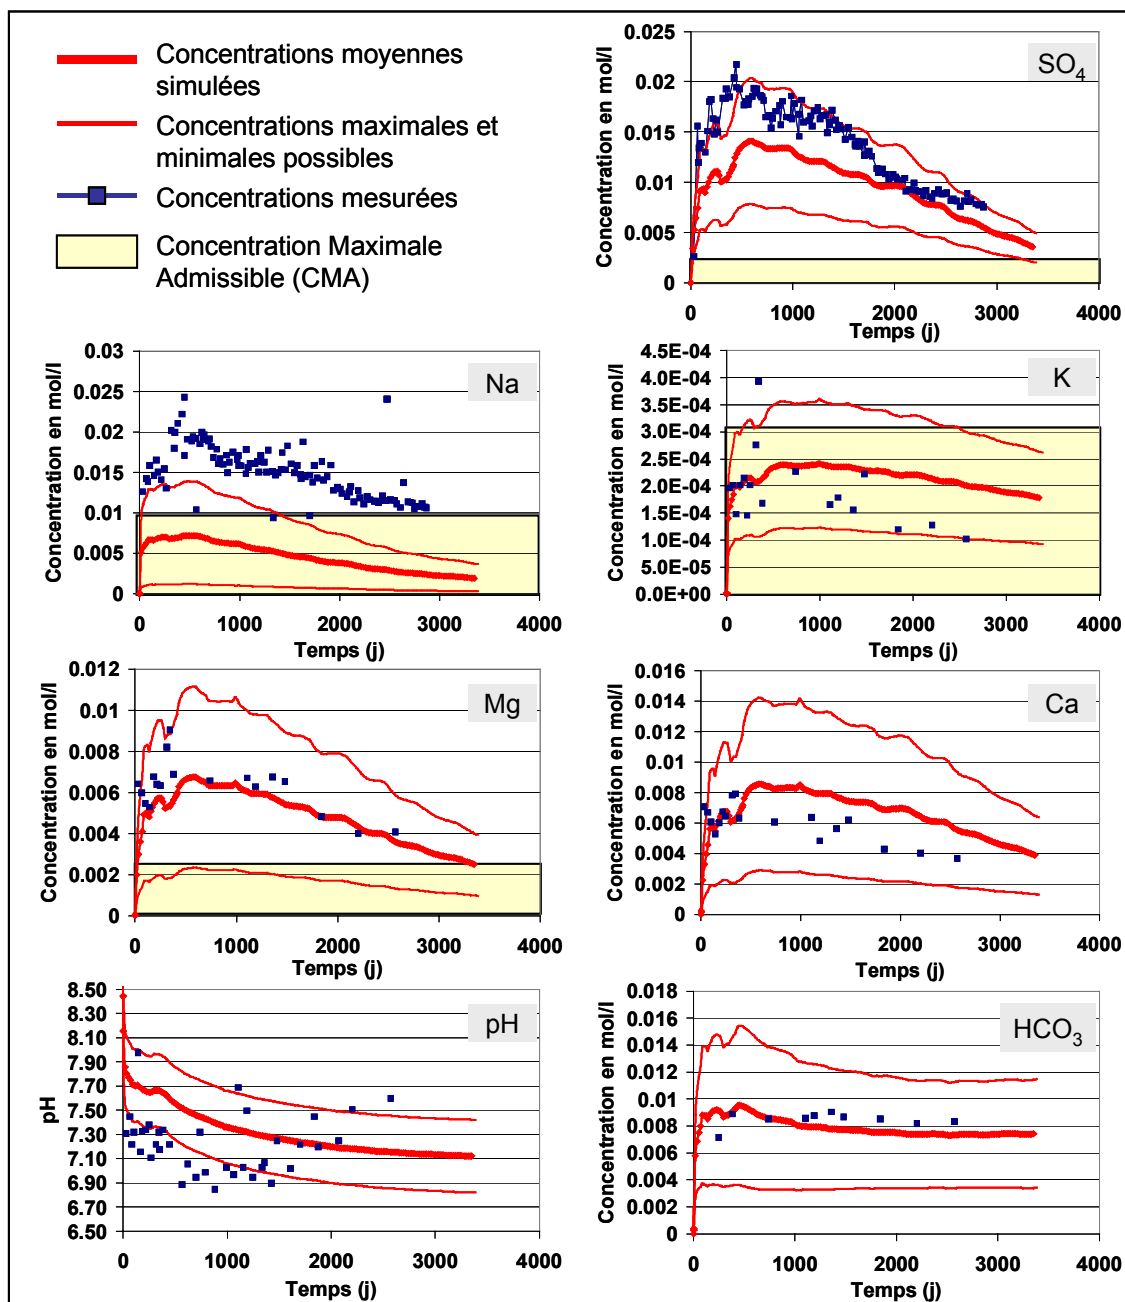 Concentrations moyennes
simulées
Concentrations maximales et
minimales possibles
Concentrations mesurées
Concentration Maximale
Admissible (CMA)
SO4
Concentration en mol/l
0.025
0.02
0.015
0.01
0.005
0
0 1000 2000 3000 4000
Temps (j)
Na
Concentration en mol/l
0.03
0.025
0.02
0.015
0.01
0.005
0
0 1000 2000 3000 4000
Temps (j)
K
Concentration en mol/l
4.5E-04
4.0E-04
3.5E-04
3.0E-04
2.5E-04
2.0E-04
1.5E-04
1.0E-04
5.0E-05
0.0E+00
0 1000 2000 3000 4000
Temps (j)
Mg
Concentration en mol/l
0.012
0.01
0.008
0.006
0.004
0.002
0
0 1000 2000 3000 4000
Temps (j)
Ca
Concentration en mol/l
0.016
0.014
0.012
0.01
0.008
0.006
0.004
0.002
0
0 1000 2000 3000 4000
Temps (j)
pH
pH
8.50
8.30
8.10
7.90
7.70
7.50
7.30
7.10
6.90
6.70
6.50
0 1000 2000 3000 4000
Temps (j)
HCO3
Concentration en mol/l
0.018
0.016
0.014
0.012
0.01
0.008
0.006
0.004
0.002
0
0 1000 2000 3000 4000
Temps (j)